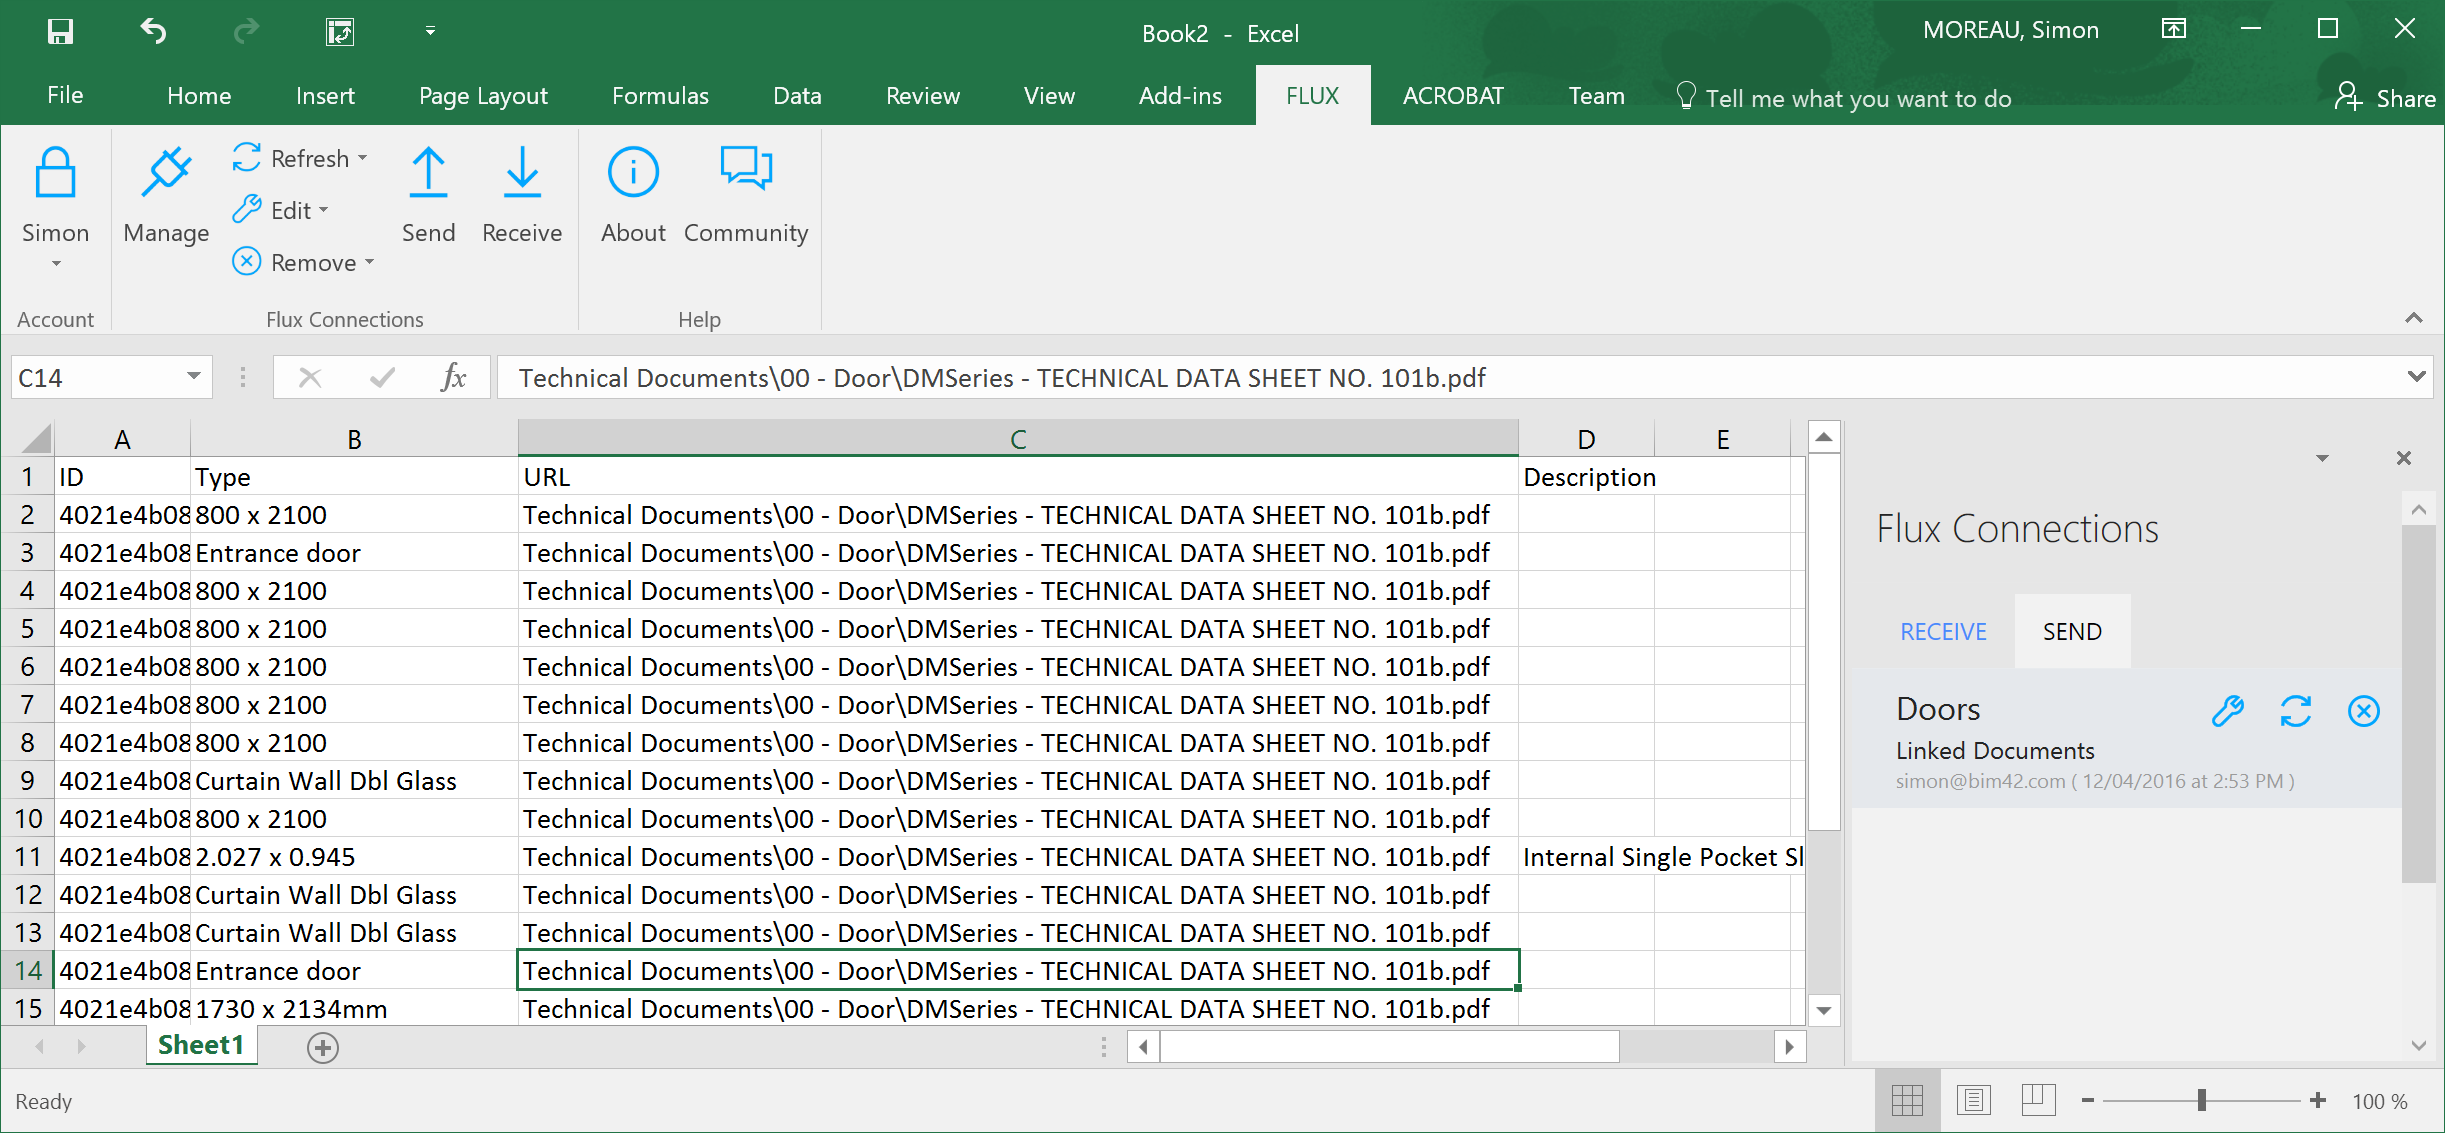 Book2 - Excel
MOREAU, Simon
File Home Insert Page Layout Formulas Data Review View Add-ins FLUX ACROBAT Team Tell me what you want to do Share
Simon
Manage
Refresh
Edit
Remove
Send
Receive
About
Community
Account
Flux Connections
Help
C14 fx Technical Documents\00 - Door\DMSeries - TECHNICAL DATA SHEET NO. 101b.pdf
A B C D E
1 ID Type URL Description
2 4021e4b08 800 x 2100 Technical Documents\00 - Door\DMSeries - TECHNICAL DATA SHEET NO. 101b.pdf
3 4021e4b08 Entrance door Technical Documents\00 - Door\DMSeries - TECHNICAL DATA SHEET NO. 101b.pdf
4 4021e4b08 800 x 2100 Technical Documents\00 - Door\DMSeries - TECHNICAL DATA SHEET NO. 101b.pdf
5 4021e4b08 800 x 2100 Technical Documents\00 - Door\DMSeries - TECHNICAL DATA SHEET NO. 101b.pdf
6 4021e4b08 800 x 2100 Technical Documents\00 - Door\DMSeries - TECHNICAL DATA SHEET NO. 101b.pdf
7 4021e4b08 800 x 2100 Technical Documents\00 - Door\DMSeries - TECHNICAL DATA SHEET NO. 101b.pdf
8 4021e4b08 800 x 2100 Technical Documents\00 - Door\DMSeries - TECHNICAL DATA SHEET NO. 101b.pdf
9 4021e4b08 Curtain Wall Dbl Glass Technical Documents\00 - Door\DMSeries - TECHNICAL DATA SHEET NO. 101b.pdf
10 4021e4b08 800 x 2100 Technical Documents\00 - Door\DMSeries - TECHNICAL DATA SHEET NO. 101b.pdf
11 4021e4b08 2.027 x 0.945 Technical Documents\00 - Door\DMSeries - TECHNICAL DATA SHEET NO. 101b.pdf Internal Single Pocket Sl
12 4021e4b08 Curtain Wall Dbl Glass Technical Documents\00 - Door\DMSeries - TECHNICAL DATA SHEET NO. 101b.pdf
13 4021e4b08 Curtain Wall Dbl Glass Technical Documents\00 - Door\DMSeries - TECHNICAL DATA SHEET NO. 101b.pdf
14 4021e4b08 Entrance door Technical Documents\00 - Door\DMSeries - TECHNICAL DATA SHEET NO. 101b.pdf
15 4021e4b08 1730 x 2134mm Technical Documents\00 - Door\DMSeries - TECHNICAL DATA SHEET NO. 101b.pdf
Flux Connections
RECEIVE SEND
Doors
Linked Documents
simon@bim42.com ( 12/04/2016 at 2:53 PM )
Sheet1
Ready
100 %